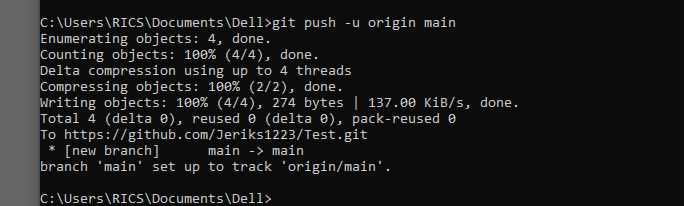 C:\Users\RICS\Documents\Dell>git push -u origin main
Enumerating objects: 4, done.
Counting objects: 100% (4/4), done.
Delta compression using up to 4 threads
Compressing objects: 100% (2/2), done.
Writing objects: 100% (4/4), 274 bytes | 137.00 KiB/s, done.
Total 4 (delta 0), reused 0 (delta 0), pack-reused 0
To https://github.com/Jeriks1223/Test.git
 * [new branch]      main -> main
branch 'main' set up to track 'origin/main'.
C:\Users\RICS\Documents\Dell>